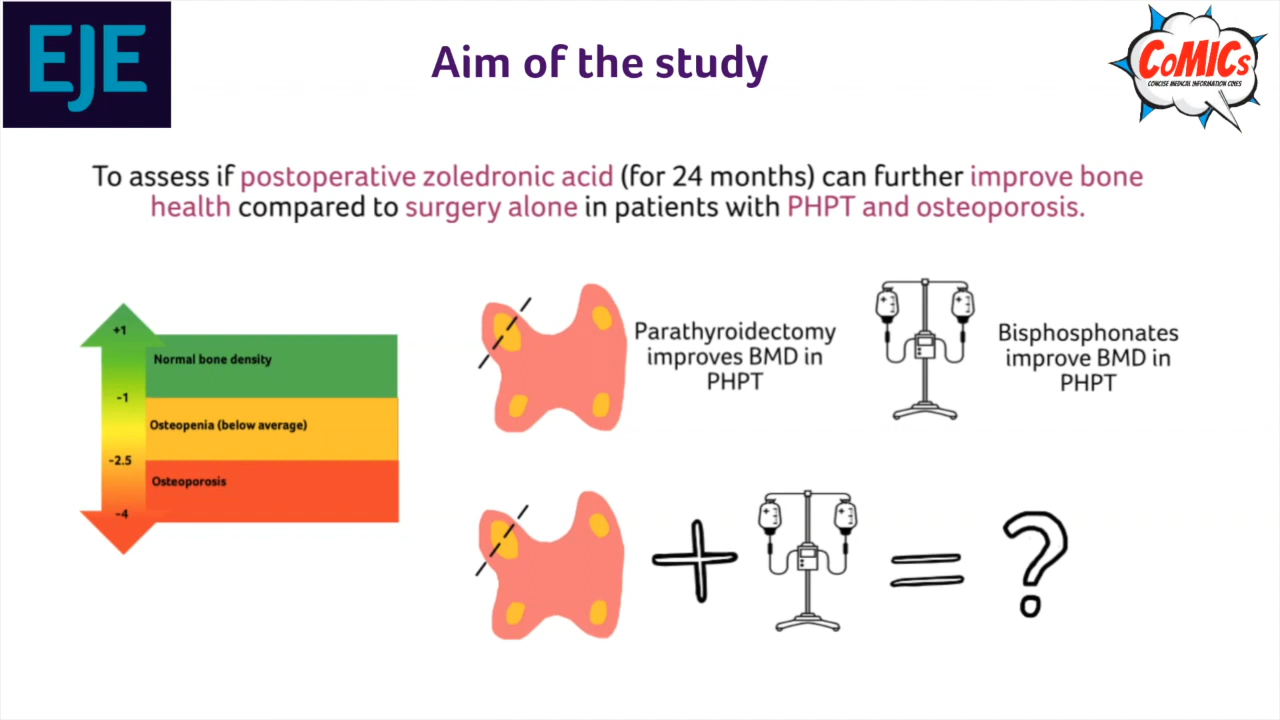 EJE
Aim of the study
CoMICs
CONCISE MEDICAL INFORMATION CINES
To assess if postoperative zoledronic acid (for 24 months) can further improve bone
health compared to surgery alone in patients with PHPT and osteoporosis.
+1
Normal bone density
-1
Osteopenia (below average)
-2.5
Osteoporosis
-4
Parathyroidectomy
improves BMD in
PHPT
Bisphosphonates
improve BMD in
PHPT
+ = ?